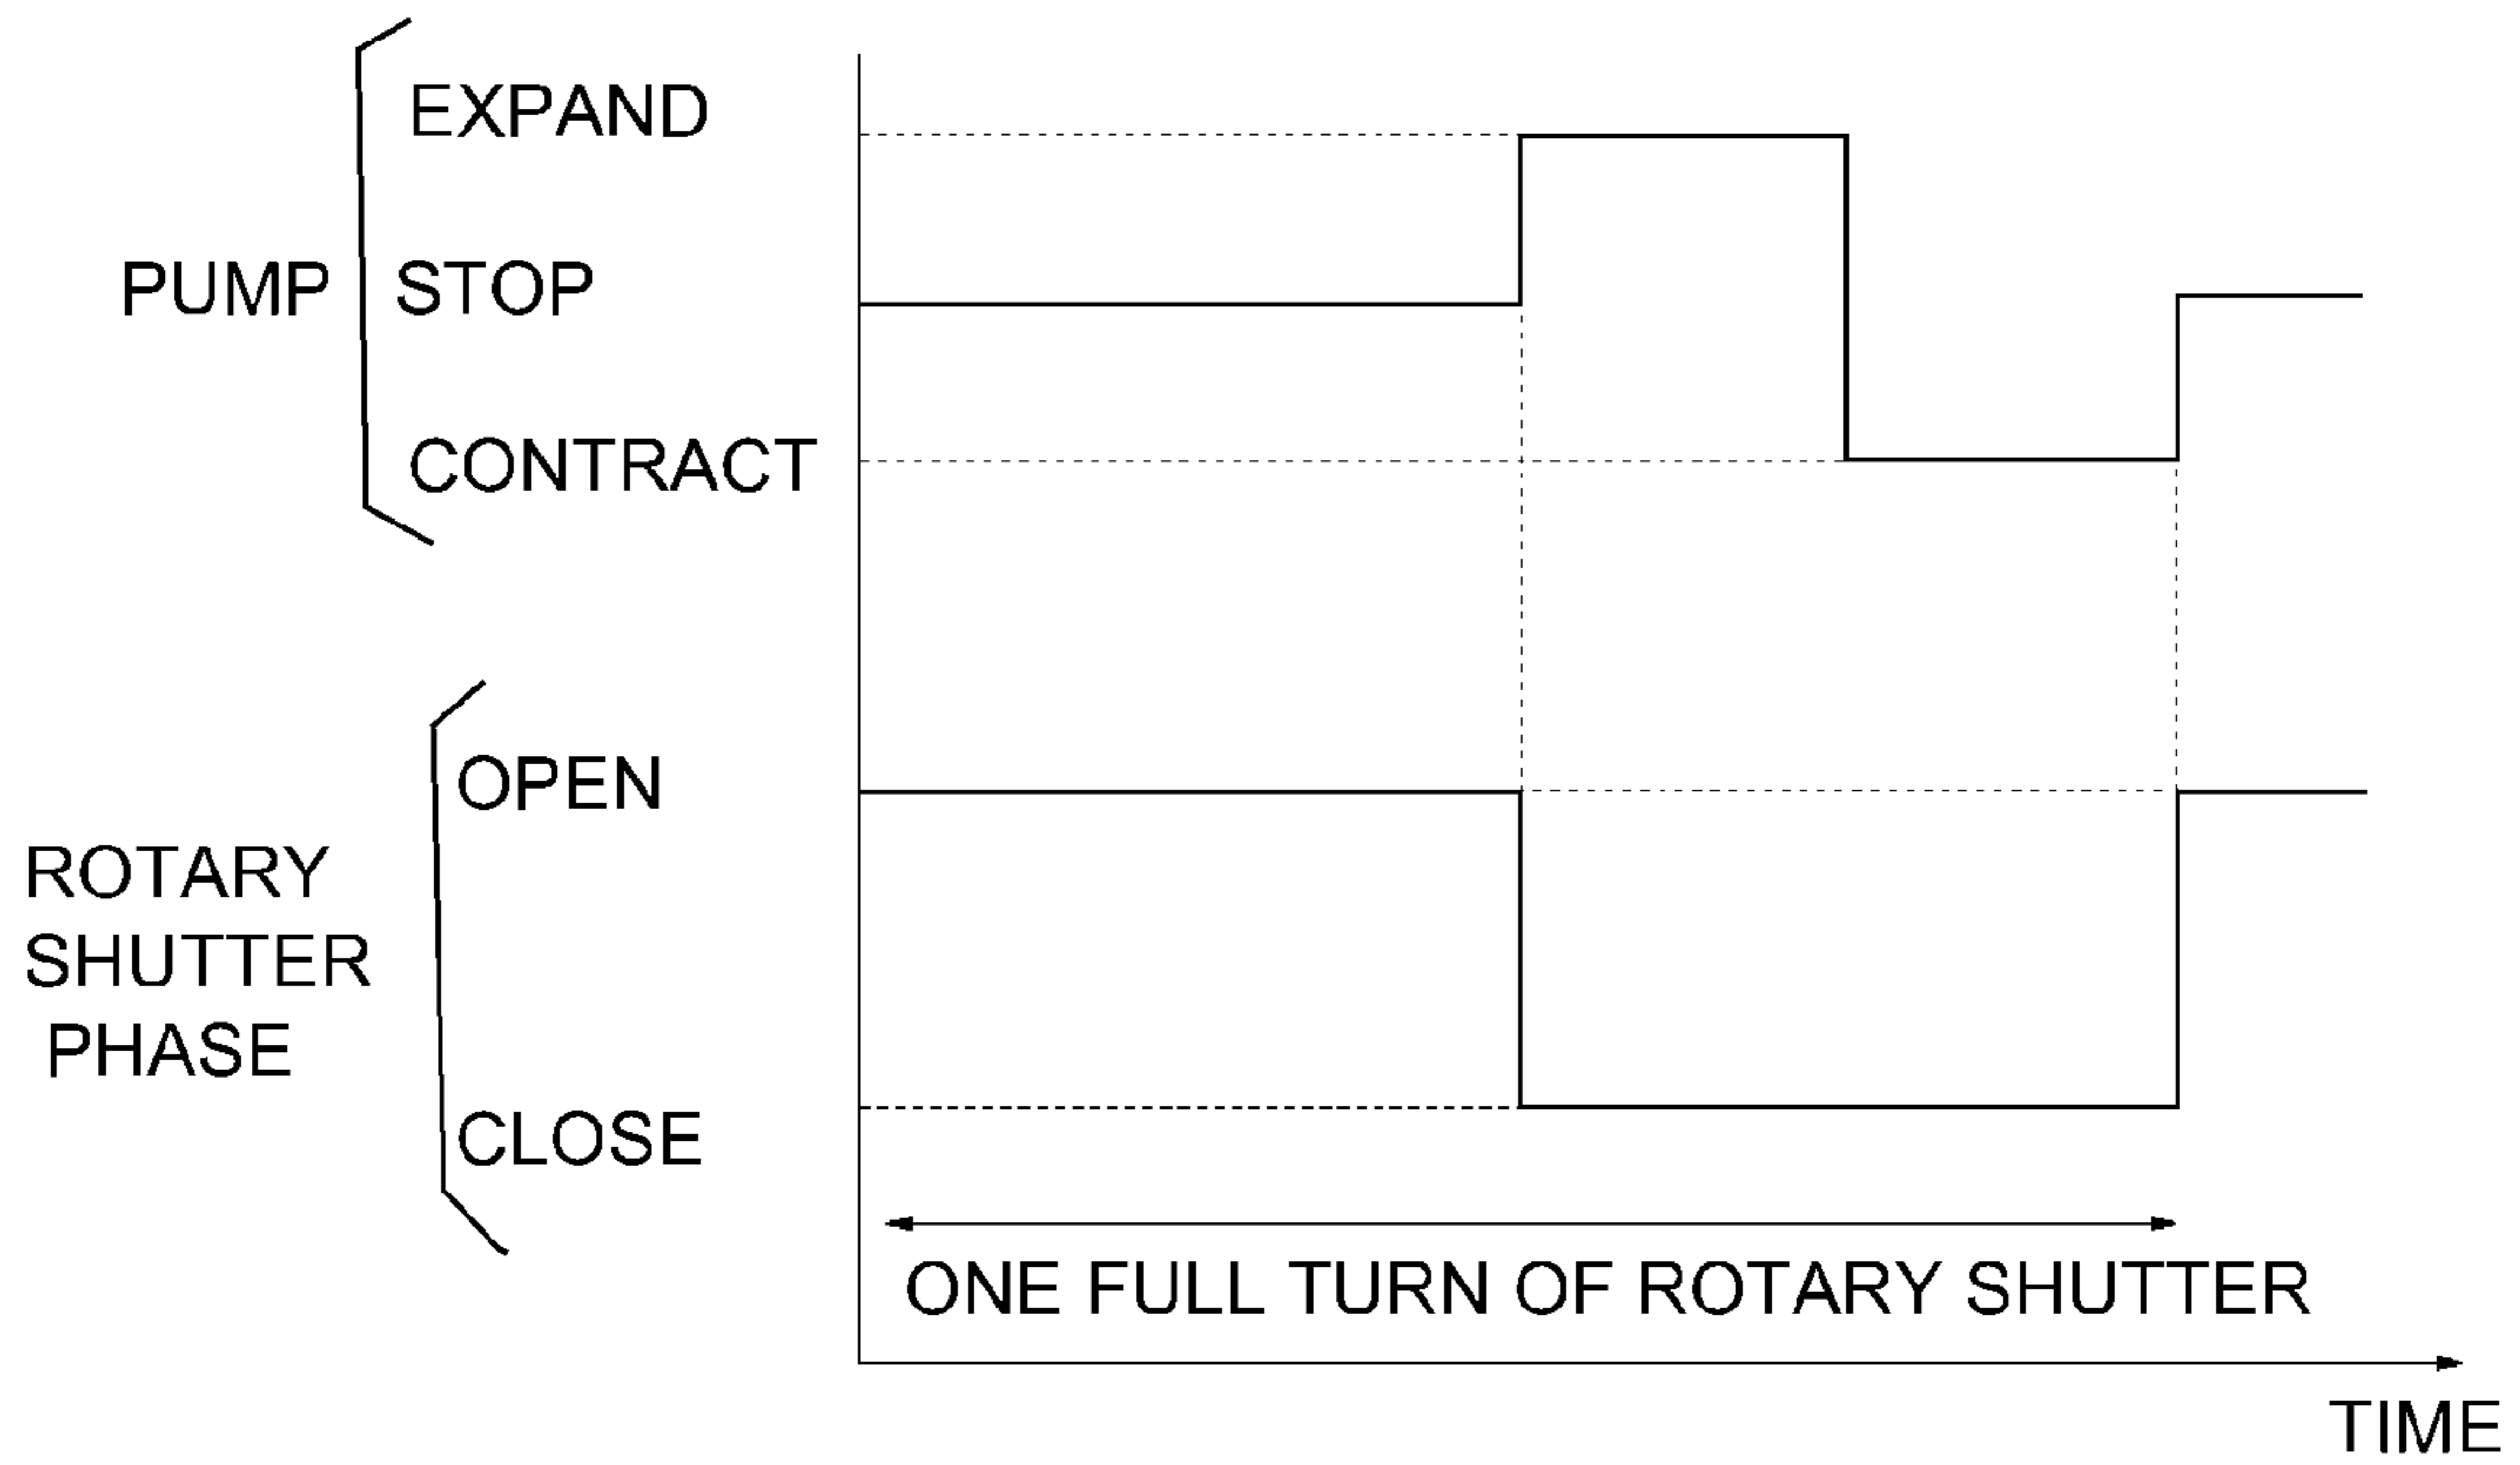 EXPAND
PUMP STOP
CONTRACT
OPEN
ROTARY
SHUTTER
PHASE
CLOSE
ONE FULL TURN OF ROTARY SHUTTER
TIME